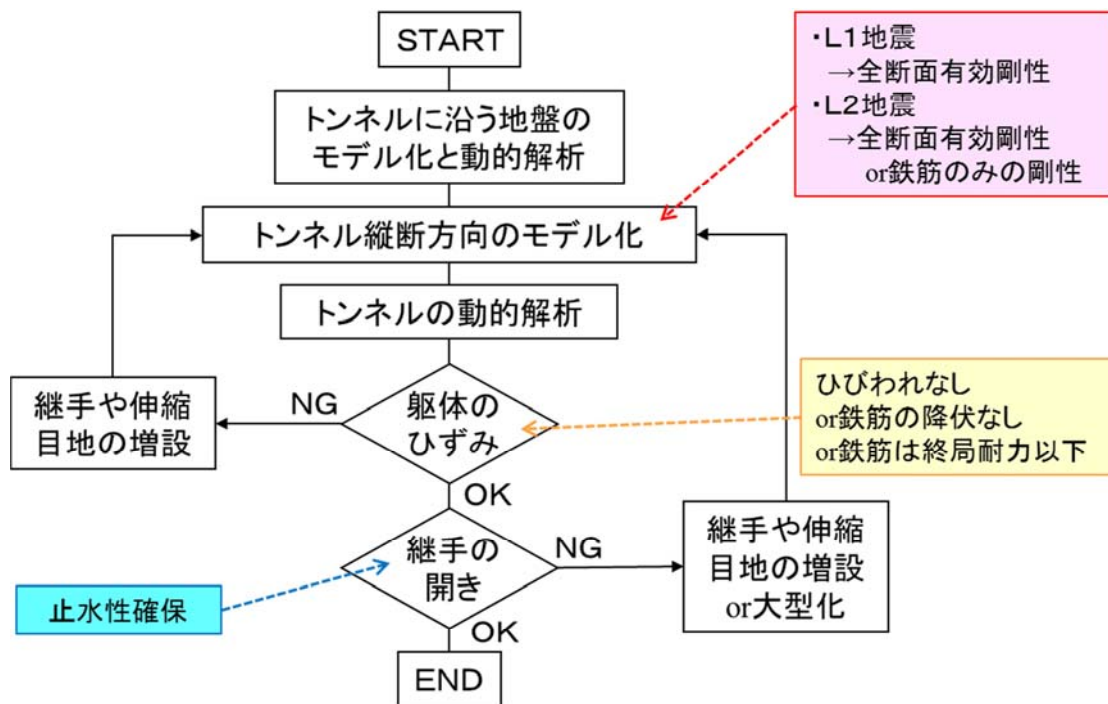 START
・Ｌ１地震
→全断面有効剛性
・Ｌ２地震
→全断面有効剛性
or鉄筋のみの剛性
トンネルに沿う地盤の
モデル化と動的解析
トンネル縦断方向のモデル化
トンネルの動的解析
躯体の
ひずみ
NG
継手や伸縮
目地の増設
ひびわれなし
or鉄筋の降伏なし
or鉄筋は終局耐力以下
OK
継手の
開き
NG
継手や伸縮
目地の増設
or大型化
止水性確保
OK
END